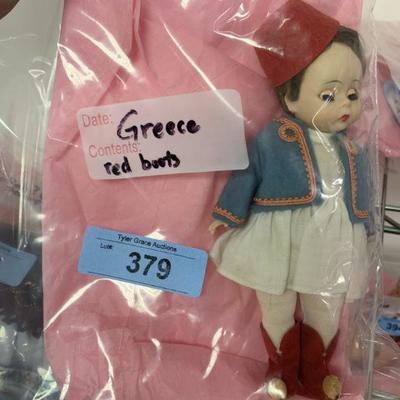 Date: Greece
Contents:
red boots
Tyler Grace Auctions
Lot#:
379